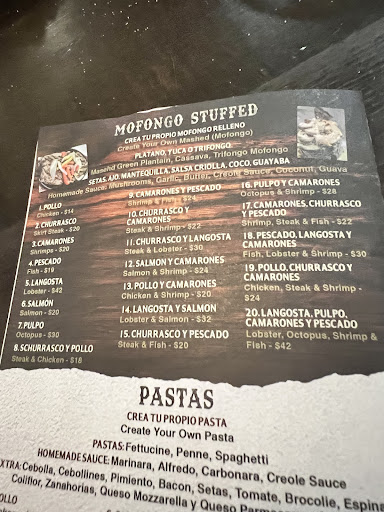 MOFONGO STUFFED
CREA TU PROPIO MOFONGO RELLENO
Create Your Own Mashed (Mofongo)
PLATANO, YUCA O TRIFONGO
Mashed Green Plantain, Cassava, Trifongo Mofongo)
SETAS, AJO, MANTEQUILLA, SALSA CRIOLLA, COCO, GUAYABA
Homemade Sauce, Mushrooms, Garlic, Butter, Creole Sauce, Coconut, Guava
1. POLLO
Chicken - $14
2. CHURRASCO
Skirt Steak - $20
3. CAMARONES
Shrimps - $20
4. PESCADO
Fish - $19
5. LANGOSTA
Lobster - $42
6. SALMÓN
Salmon - $20
7. PULPO
Octopus - $30
8. SCHURRASCO Y POLLO
Steak & Chicken - $18
9. CAMARONES Y PESCADO
Shrimp & Fish - $24
10. CHURRASCO Y
CAMARONES
Steak & Shrimp - $22
11. CHURRASCO Y LANGOSTA
Steak & Lobster - $30
12. SALMON Y CAMARONES
Salmon & Shrimp - $24
13. POLLO Y CAMARONES
Chicken & Shrimp - $20
14. LANGOSTA Y SALMON
Lobster & Salmon - $32
15. CHURRASCO Y PESCADO
Steak & Fish - $20
16. PULPO Y CAMARONES
Octopus & Shrimp - $28
17. CAMARONES, CHURRASCO
Y PESCADO
Shrimp, Steak & Fish - $22
18. PESCADO, LANGOSTA Y
CAMARONES
Fish, Lobster & Shrimp - $30
19. POLLO, CHURRASCO Y
CAMARONES
Chicken, Steak & Shrimp -
$24
20. LANGOSTA, PULPO,
CAMARONES Y PESCADO
Lobster, Octopus, Shrimp &
Fish - $42
PASTAS
CREA TU PROPIO PASTA
Create Your Own Pasta
PASTAS: Fettucine, Penne, Spaghetti
HOMEMADE SAUCE: Marinara, Alfredo, Carbonara, Creole Sauce
EXTRA: Cebolla, Cebollines, Pimiento, Bacon, Setas, Tomate, Brocolie, Espina
Coliflor, Zanahorias, Queso Mozzarella y Queso Parmes
OLLO